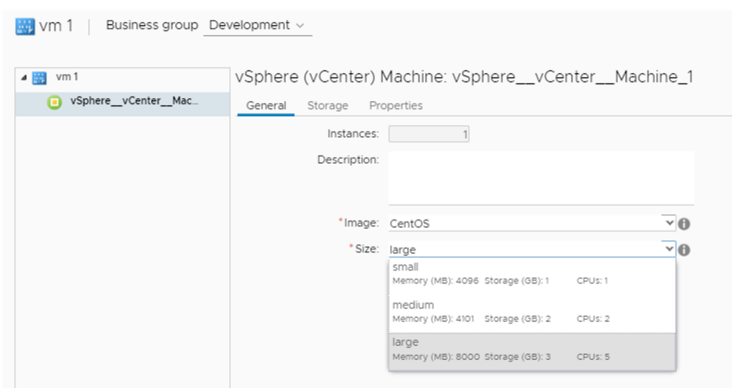 vm 1 | Business group Development
vm 1
vSphere__vCenter__Mac...
vSphere (vCenter) Machine: vSphere__vCenter__Machine_1
General Storage Properties
Instances: 1
Description:
*Image: CentOS
*Size: large
small
Memory (MB): 4096 Storage (GB): 1 CPUs: 1
medium
Memory (MB): 4101 Storage (GB): 2 CPUs: 2
large
Memory (MB): 8000 Storage (GB): 3 CPUs: 5